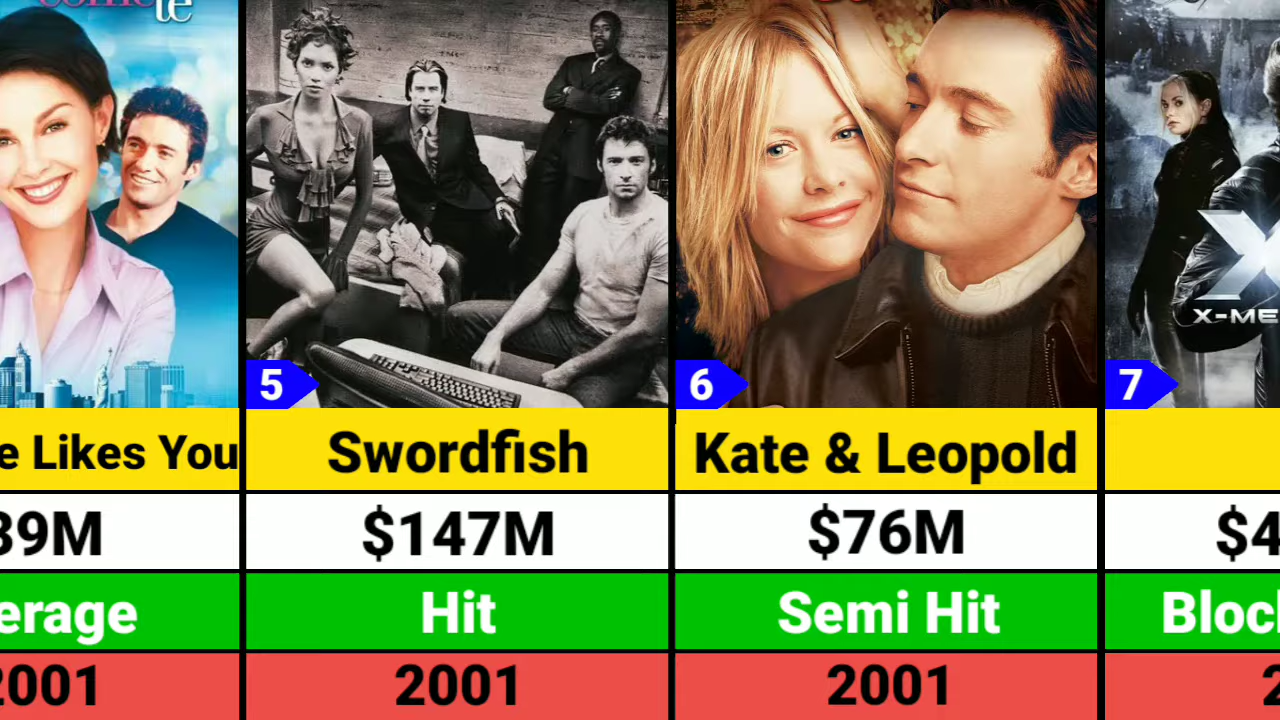 te
5
6
7
e Likes You
Swordfish
Kate & Leopold
X-ME
39M
$147M
$76M
$4
erage
Hit
Semi Hit
Bloc
2001
2001
2001
2